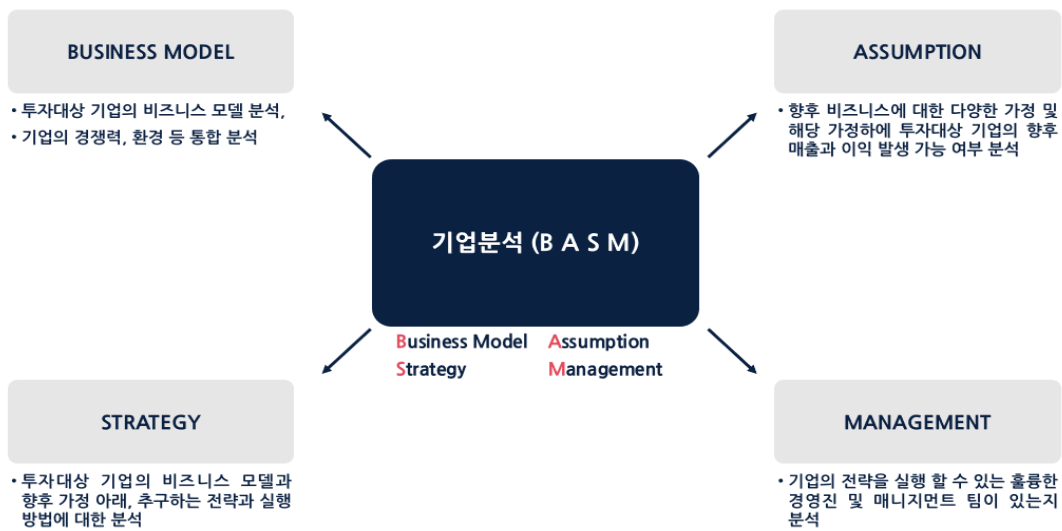 BUSINESS MODEL
• 투자대상 기업의 비즈니스 모델 분석,
• 기업의 경쟁력, 환경 등 통합 분석
ASSUMPTION
• 향후 비즈니스에 대한 다양한 가정 및
해당 가정하에 투자대상 기업의 향후
매출과 이익 발생 가능 여부 분석
기업분석 (B A S M)
Business Model Assumption
Strategy Management
STRATEGY
• 투자대상 기업의 비즈니스 모델과
향후 가정 아래, 추구하는 전략과 실행
방법에 대한 분석
MANAGEMENT
• 기업의 전략을 실행 할 수 있는 훌륭한
경영진 및 매니지먼트 팀이 있는지
분석